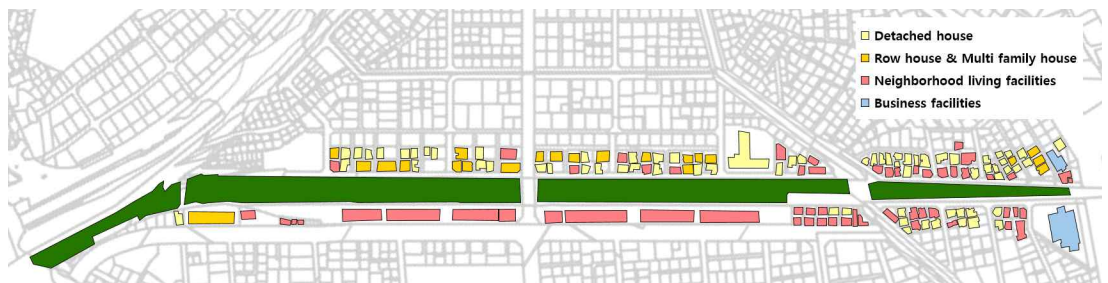 Detached house
Row house & Multi family house
Neighborhood living facilities
Business facilities